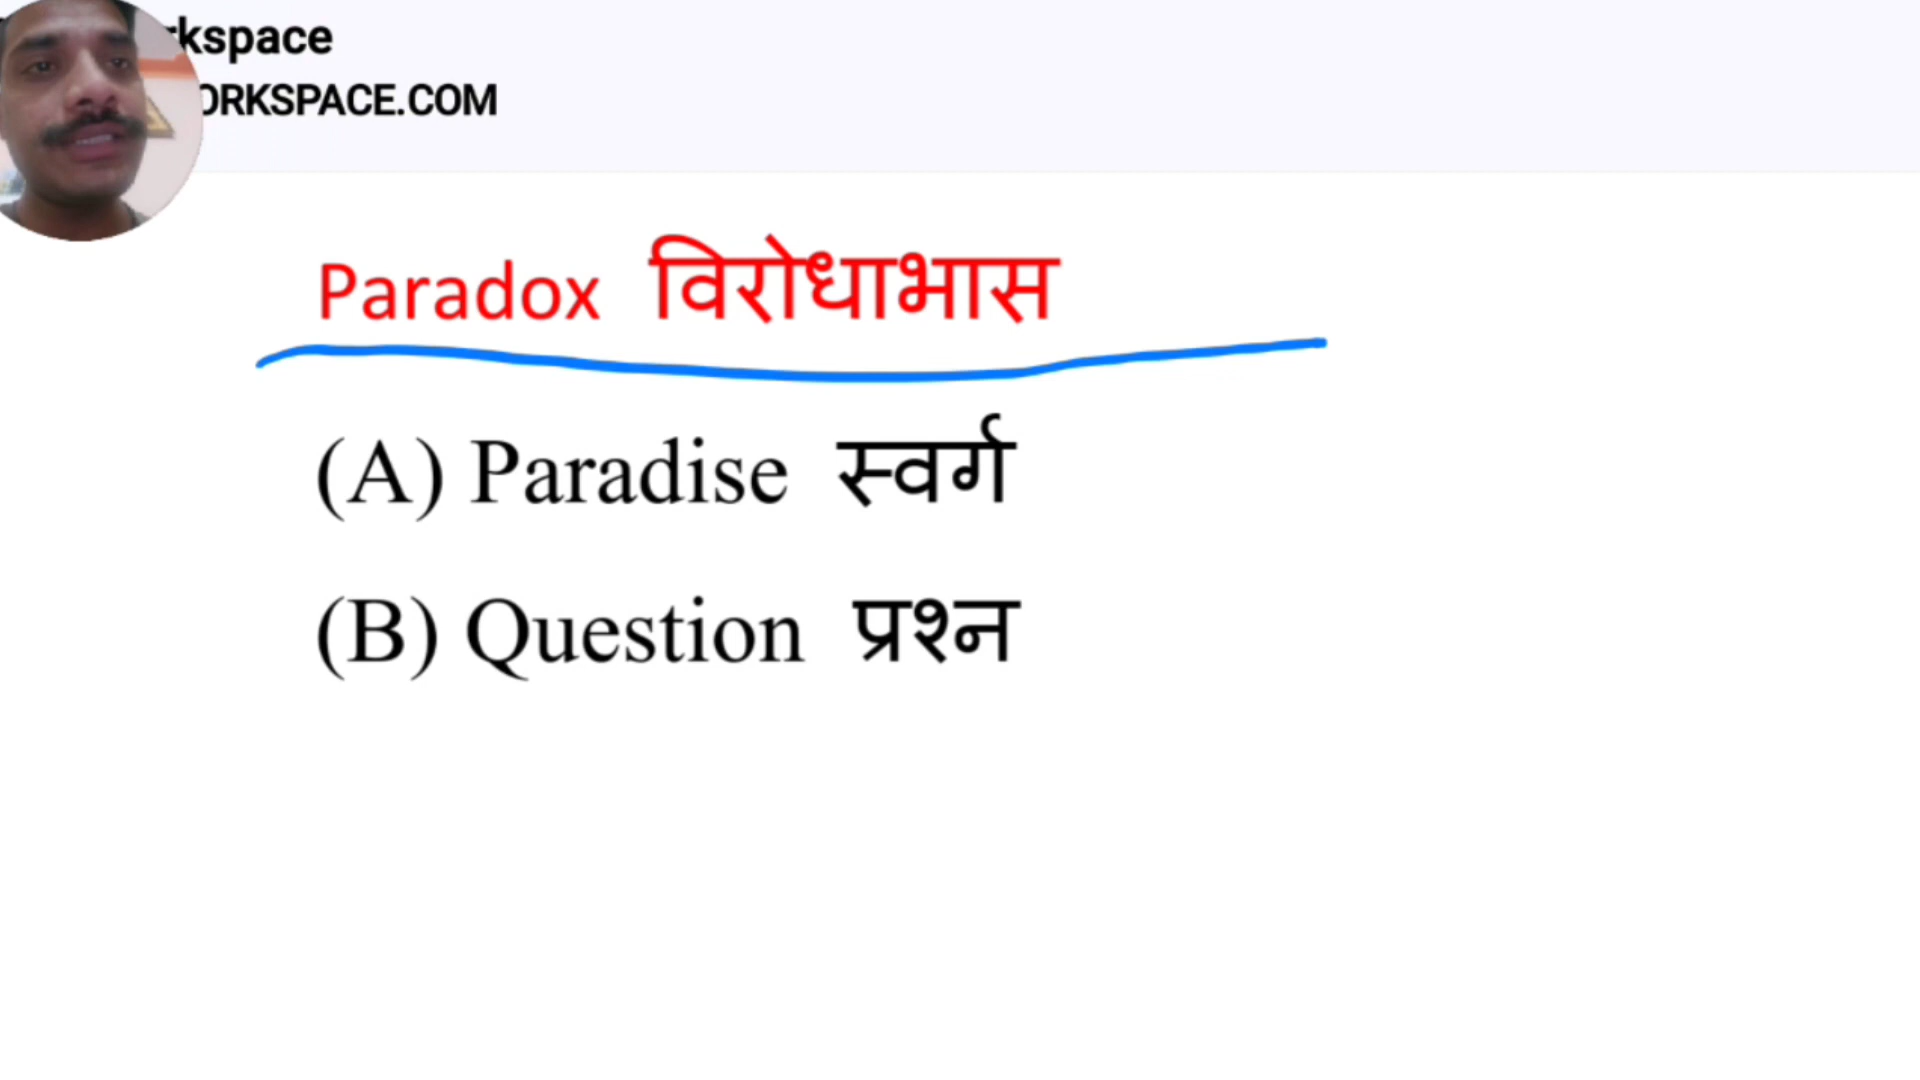 rkspace
ORKSPACE.COM
Paradox विरोधाभास
(A) Paradise स्वर्ग
(B) Question प्रश्न